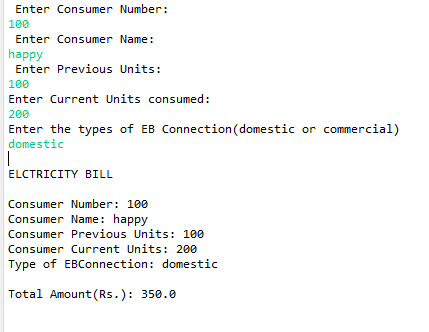 Enter Consumer Number:
100
Enter Consumer Name:
happy
Enter Previous Units:
100
Enter Current Units consumed:
200
Enter the types of EB Connection(domestic or commercial)
domestic
ELCTRICITY BILL
Consumer Number: 100
Consumer Name: happy
Consumer Previous Units: 100
Consumer Current Units: 200
Type of EBConnection: domestic
Total Amount(Rs.): 350.0